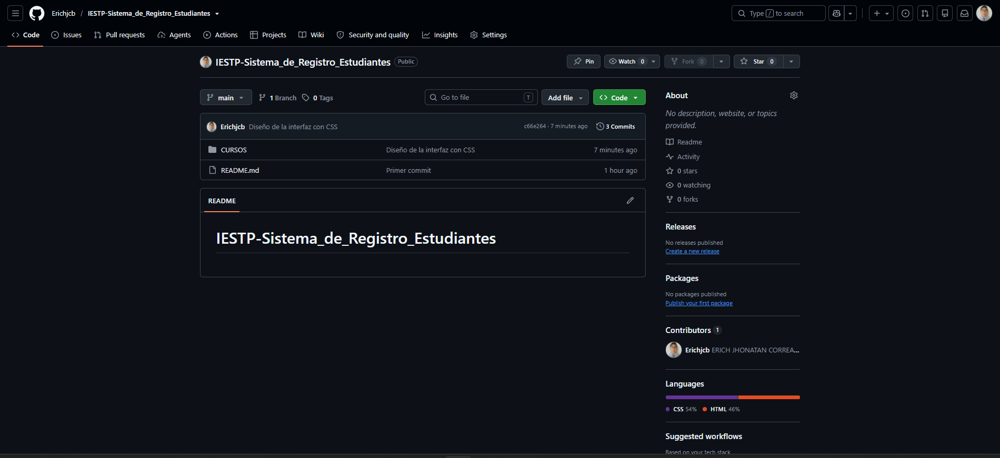 Erichjcb / IESTP-Sistema_de_Registro_Estudiantes
Type / to search
Code Issues Pull requests Agents Actions Projects Wiki Security and quality Insights Settings
IESTP-Sistema_de_Registro_Estudiantes Public
Pin Watch 0 Fork 0 Star 0
main 1 Branch 0 Tags Go to file T Add file Code
Erichjcb Diseño de la interfaz con CSS c66e264 · 7 minutes ago 3 Commits
CURSOS Diseño de la interfaz con CSS 7 minutes ago
README.md Primer commit 1 hour ago
README
IESTP-Sistema_de_Registro_Estudiantes
About
No description, website, or topics
provided.
Readme
Activity
0 stars
0 watching
0 forks
Releases
No releases published
Create a new release
Packages
No packages published
Publish your first package
Contributors 1
Erichjcb ERICH JHONATAN CORREA...
Languages
CSS 54% HTML 46%
Suggested workflows
Based on your tech stack